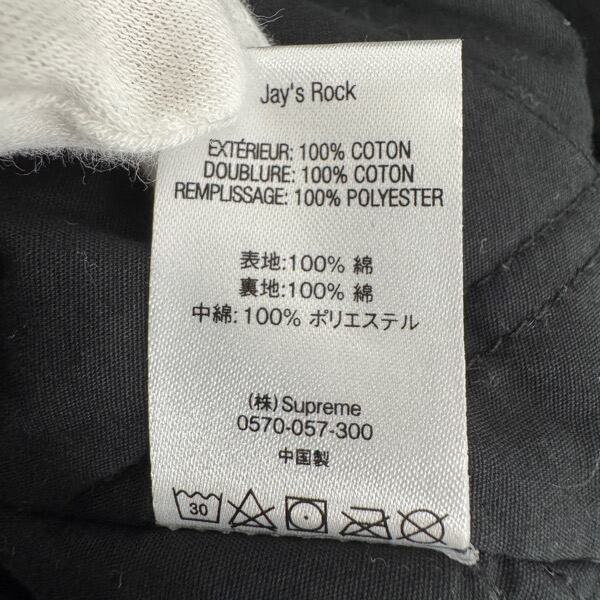 Jay's Rock
EXTÉRIEUR: 100% COTON
DOUBLURE: 100% COTON
REMPLISSAGE: 100% POLYESTER
表地:100% 綿
裏地:100% 綿
中綿:100% ポリエステル
(株) Supreme
0570-057-300
中国製
30